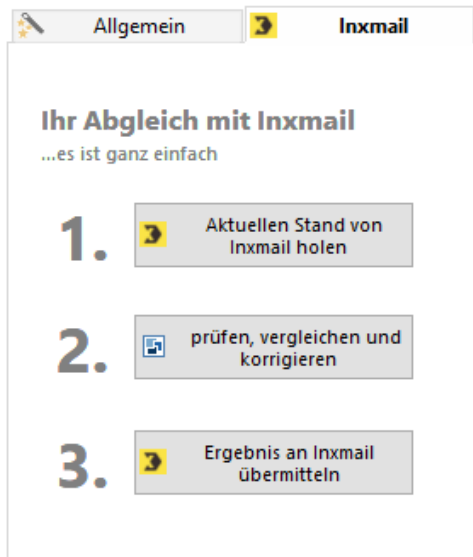 Allgemein
Inxmail
Ihr Abgleich mit Inxmail
...es ist ganz einfach
1.
Aktuellen Stand von
Inxmail holen
2.
prüfen, vergleichen und
korrigieren
3.
Ergebnis an Inxmail
übermitteln